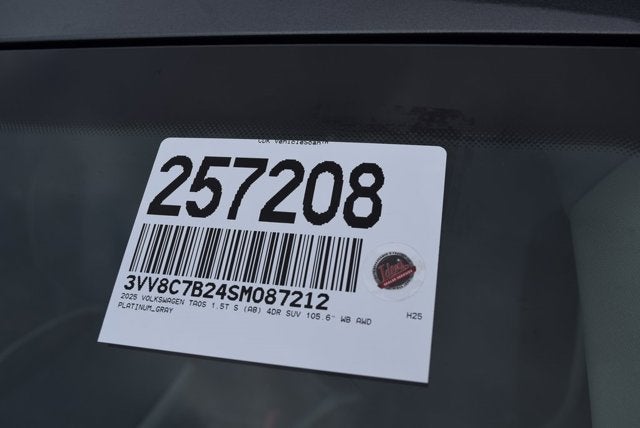 257208
3VV8C7B24SM087212
2025 VOLKSWAGEN TAOS 1.5T S (A8) 4DR SUV 105.6" WB AWD
PLATINUM_GRAY
H25